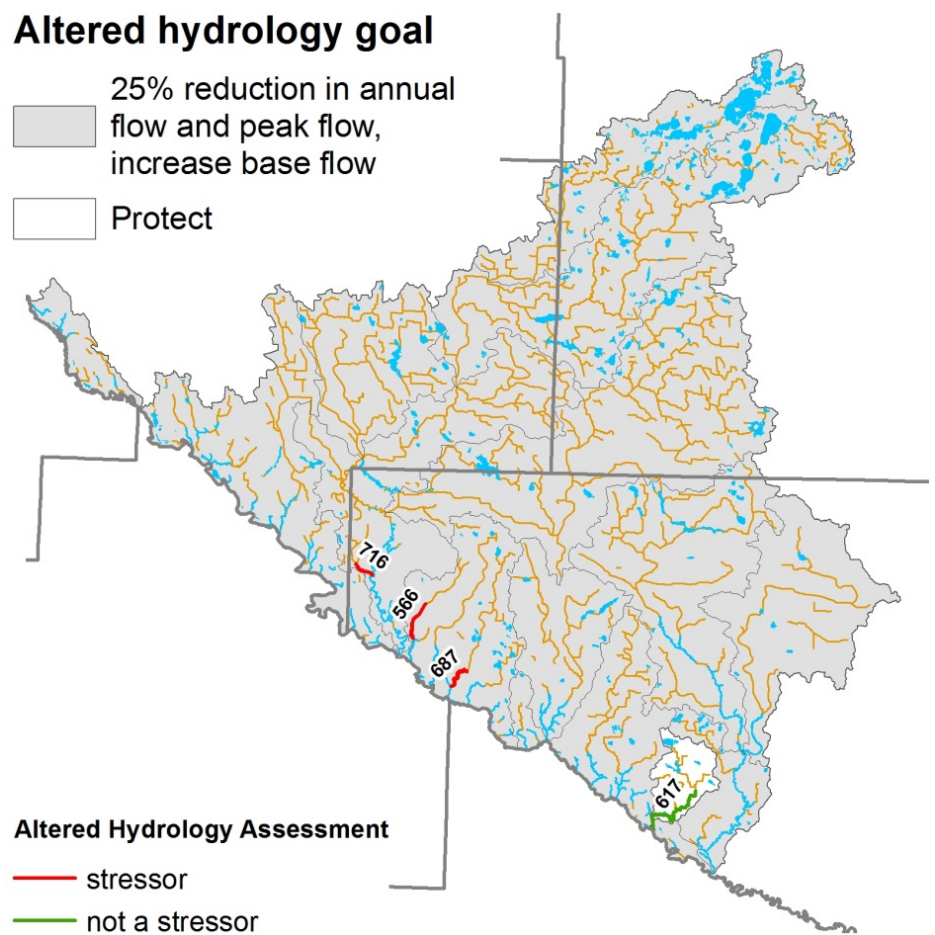 Altered hydrology goal
25% reduction in annual
flow and peak flow,
increase base flow
Protect
716
566
687
617
Altered Hydrology Assessment
stressor
not a stressor